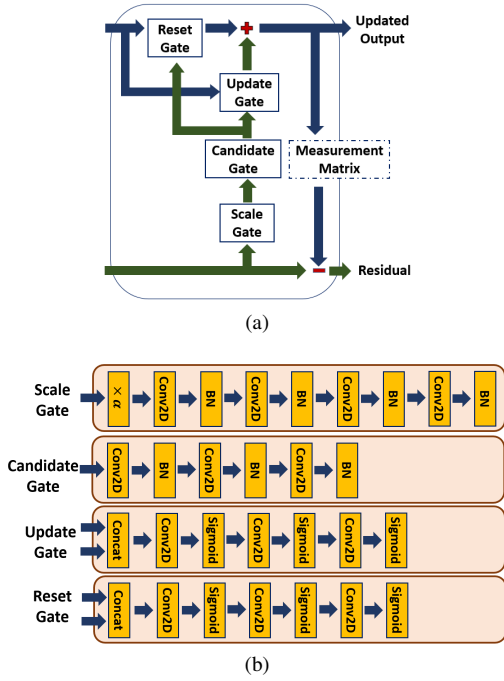 Reset
Gate
+
Updated
Output
Update
Gate
Candidate
Gate
Measurement
Matrix
Scale
Gate
Residual
(a)
Scale
Gate
× α
Conv2D
BN
Conv2D
BN
Conv2D
BN
Conv2D
BN
Candidate
Gate
Conv2D
BN
Conv2D
BN
Conv2D
BN
Update
Gate
Concat
Conv2D
Sigmoid
Conv2D
Sigmoid
Conv2D
Sigmoid
Reset
Gate
Concat
Conv2D
Sigmoid
Conv2D
Sigmoid
Conv2D
Sigmoid
(b)